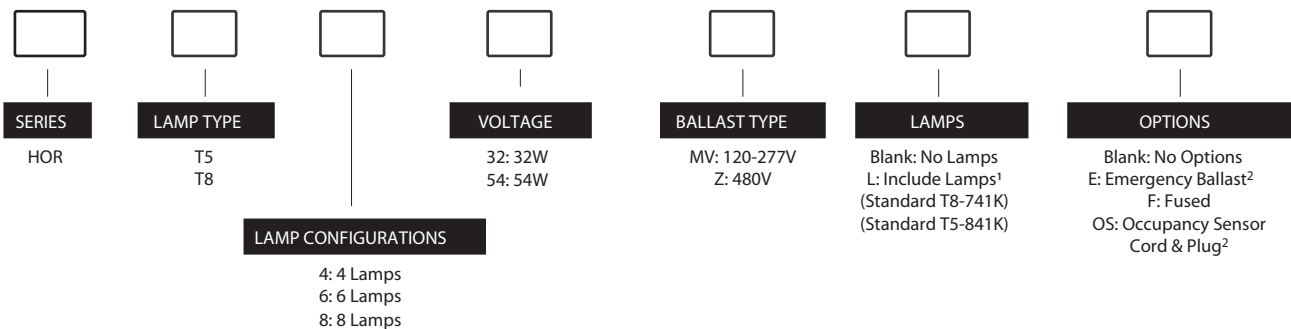 SERIES
HOR
LAMP TYPE
T5
T8
LAMP CONFIGURATIONS
4: 4 Lamps
6: 6 Lamps
8: 8 Lamps
VOLTAGE
32: 32W
54: 54W
BALLAST TYPE
MV: 120-277V
Z: 480V
LAMPS
Blank: No Lamps
L: Include Lamps¹
(Standard T8-741K)
(Standard T5-841K)
OPTIONS
Blank: No Options
E: Emergency Ballast²
F: Fused
OS: Occupancy Sensor
Cord & Plug²